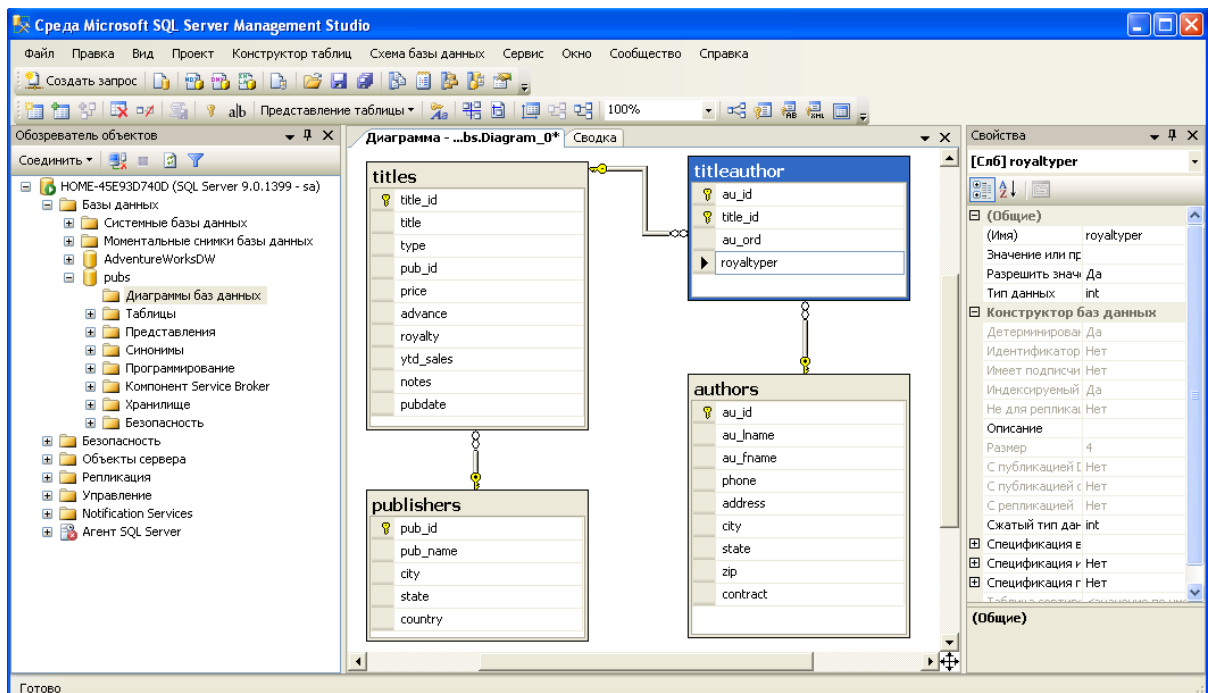 Среда Microsoft SQL Server Management Studio
Файл Правка Вид Проект Конструктор таблиц Схема базы данных Сервис Окно Сообщество Справка
Создать запрос
Представление таблицы 100%
Обозреватель объектов
Соединить
HOME-45E93D740D (SQL Server 9.0.1399 - sa)
Базы данных
Системные базы данных
Моментальные снимки базы данных
AdventureWorksDW
pubs
Диаграммы баз данных
Таблицы
Представления
Синонимы
Программирование
Компонент Service Broker
Хранилище
Безопасность
Безопасность
Объекты сервера
Репликация
Управление
Notification Services
Агент SQL Server
Диаграмма - ...bs.Diagram_0* Сводка
titles
title_id
title
type
pub_id
price
advance
royalty
ytd_sales
notes
pubdate
publishers
pub_id
pub_name
city
state
country
titleauthor
au_id
title_id
au_ord
royaltyper
authors
au_id
au_lname
au_fname
phone
address
city
state
zip
contract
Свойства
[Слб] royaltyper
(Общие)
(Имя) royaltyper
Значение или пр
Разрешить знач Да
Тип данных int
Конструктор баз данных
Детерминирован Да
Идентификатор Нет
Имеет подписчи Нет
Индексируемый Да
Не для реплика Нет
Описание
Размер 4
С публикацией Нет
С публикацией Нет
С репликацией Нет
Сжатый тип дан int
Спецификация
Спецификация и Нет
Спецификация Нет
(Общие)
Готово